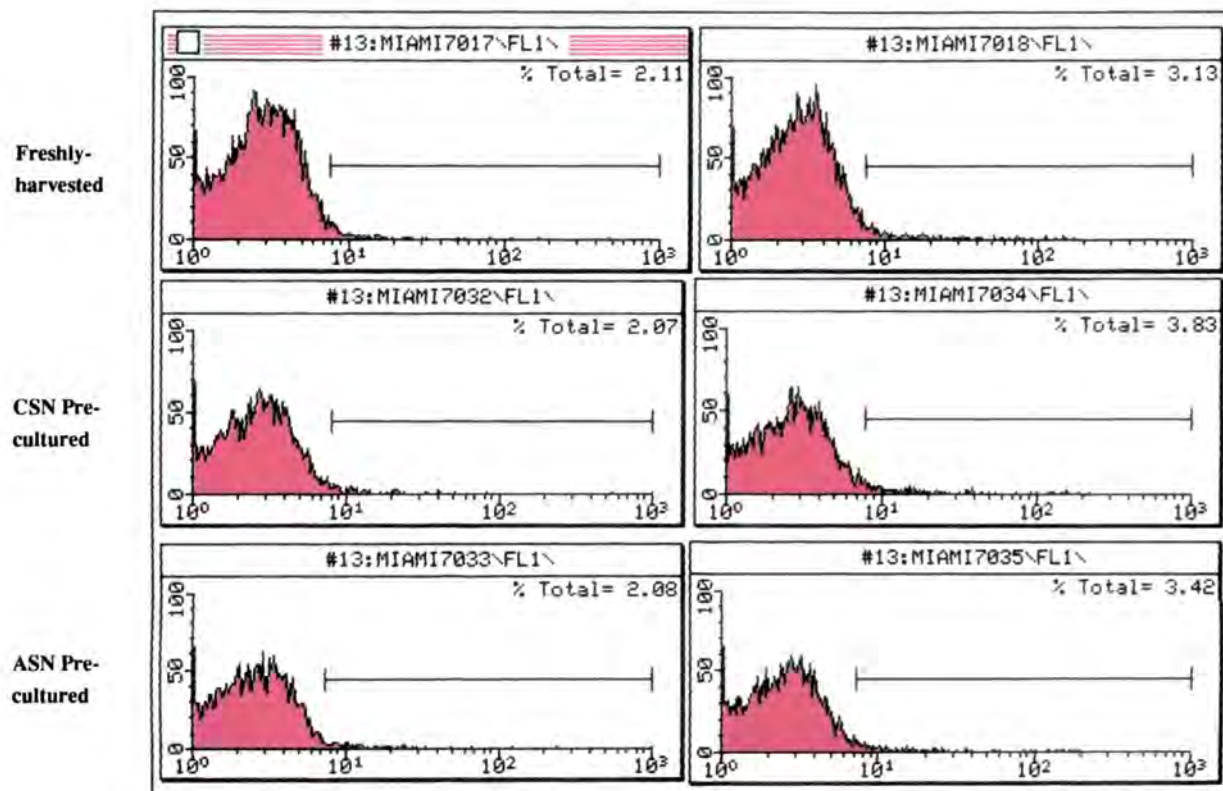 Freshly-
harvested
#13:MIAMI7017\FL1\
% Total= 2.11
100
50
0
10⁰ 10¹ 10² 10³
#13:MIAMI7018\FL1\
% Total= 3.13
100
50
0
10⁰ 10¹ 10² 10³
CSN Pre-
cultured
#13:MIAMI7032\FL1\
% Total= 2.07
100
50
0
10⁰ 10¹ 10² 10³
#13:MIAMI7034\FL1\
% Total= 3.83
100
50
0
10⁰ 10¹ 10² 10³
ASN Pre-
cultured
#13:MIAMI7033\FL1\
% Total= 2.08
100
50
0
10⁰ 10¹ 10² 10³
#13:MIAMI7035\FL1\
% Total= 3.42
100
50
0
10⁰ 10¹ 10² 10³